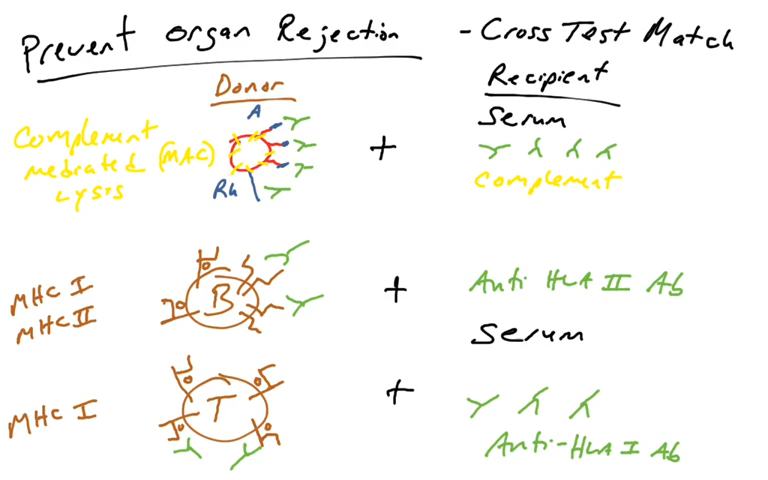 Prevent organ Rejection - Cross Test Match
Donor
Recipient
Serum
A
Complement
mediated (MAC)
Lysis
+
Rh
Complement
MHC I
MHC II
B
+
Anti HLA II Ab
Serum
MHC I
T
+
Anti-HLA I Ab